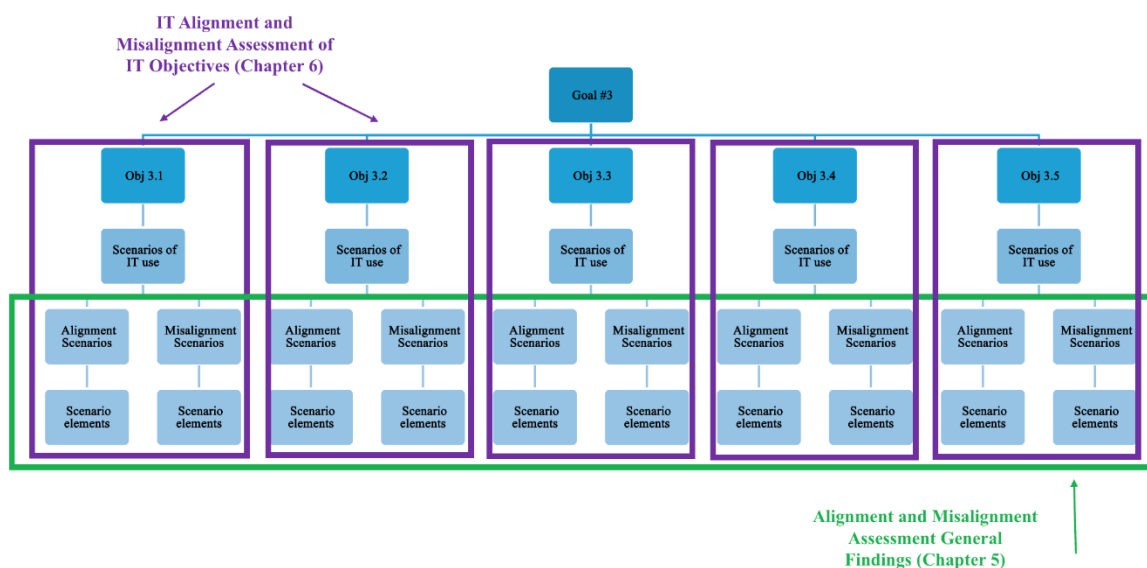 IT Alignment and
Misalignment Assessment of
IT Objectives (Chapter 6)
Goal #3
Obj 3.1
Obj 3.2
Obj 3.3
Obj 3.4
Obj 3.5
Scenarios of
IT use
Scenarios of
IT use
Scenarios of
IT use
Scenarios of
IT use
Scenarios of
IT use
Alignment
Scenarios
Misalignment
Scenarios
Alignment
Scenarios
Misalignment
Scenarios
Alignment
Scenarios
Misalignment
Scenarios
Alignment
Scenarios
Misalignment
Scenarios
Alignment
Scenarios
Misalignment
Scenarios
Scenario
elements
Scenario
elements
Scenario
elements
Scenario
elements
Scenario
elements
Scenario
elements
Scenario
elements
Scenario
elements
Scenario
elements
Scenario
elements
Alignment and Misalignment
Assessment General
Findings (Chapter 5)